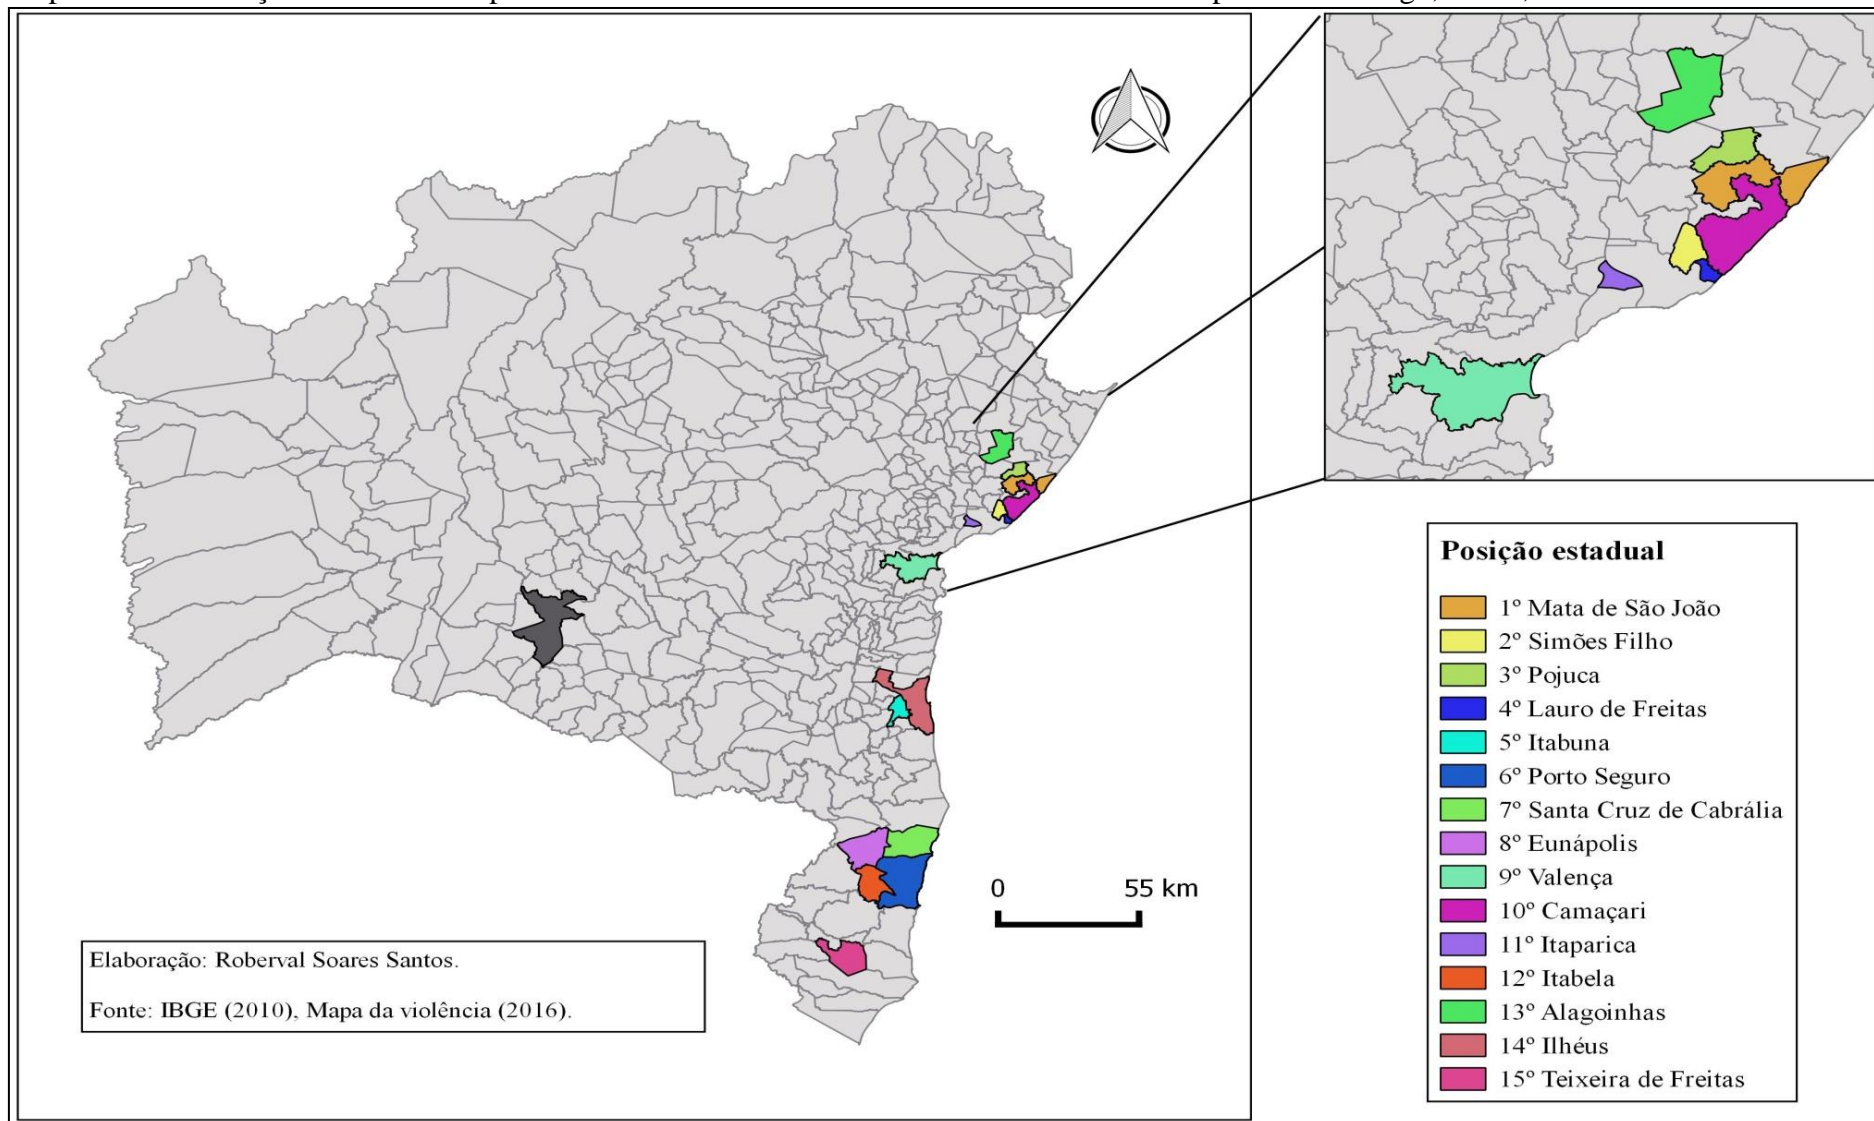 0 55 km
Elaboração: Roberval Soares Santos.
Fonte: IBGE (2010), Mapa da violência (2016).
Posição estadual
1º Mata de São João
2º Simões Filho
3º Pojuca
4º Lauro de Freitas
5º Itabuna
6º Porto Seguro
7º Santa Cruz de Cabrália
8º Eunápolis
9º Valença
10º Camaçari
11º Itaparica
12º Itabela
13º Alagoinhas
14º Ilhéus
15º Teixeira de Freitas